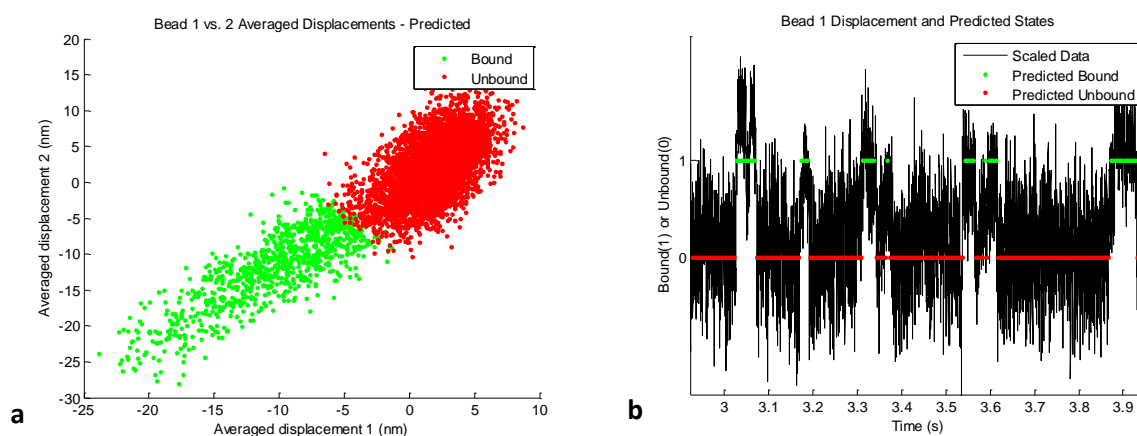 Bead 1 vs. 2 Averaged Displacements - Predicted
Bound
Unbound
20
15
10
5
0
-5
-10
-15
-20
-25
-30
Averaged displacement 2 (nm)
-25 -20 -15 -10 -5 0 5 10
Averaged displacement 1 (nm)
a
Bead 1 Displacement and Predicted States
Scaled Data
Predicted Bound
Predicted Unbound
1
0
Bound(1) or Unbound(0)
3 3.1 3.2 3.3 3.4 3.5 3.6 3.7 3.8 3.9
Time (s)
b